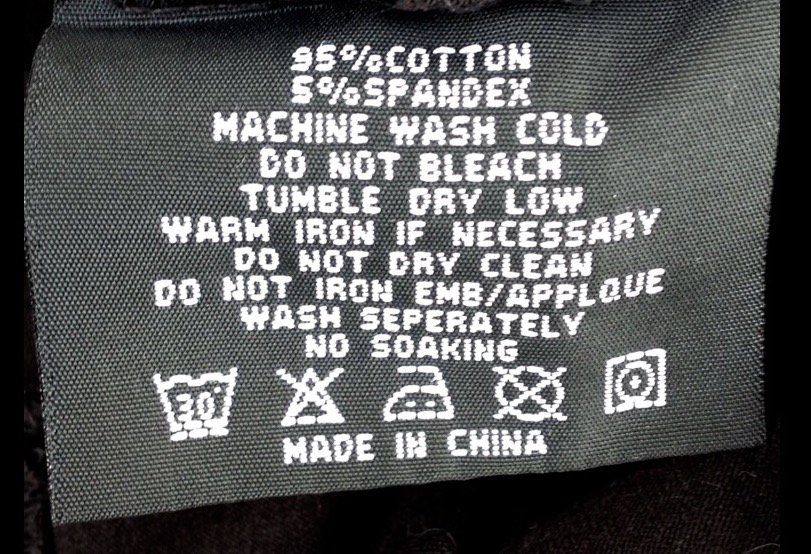 95%COTTON
5%SPANDEX
MACHINE WASH COLD
DO NOT BLEACH
TUMBLE DRY LOW
WARM IRON IF NECESSARY
DO NOT DRY CLEAN
DO NOT IRON EMB/APPLQUE
WASH SEPERATELY
NO SOAKING
30°
MADE IN CHINA